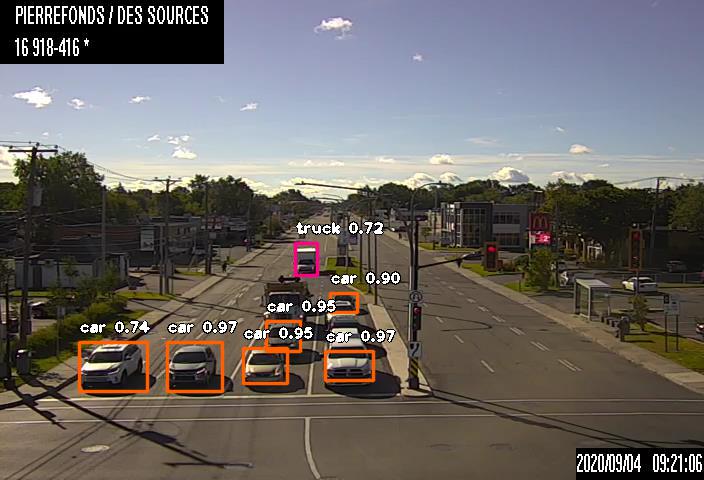 PIERREFONDS / DES SOURCES
16 918-416 *
truck 0.72
car 0.90
car 0.95
car 0.74
car 0.97
car 0.95
car 0.97
2020/09/04 09:21:06